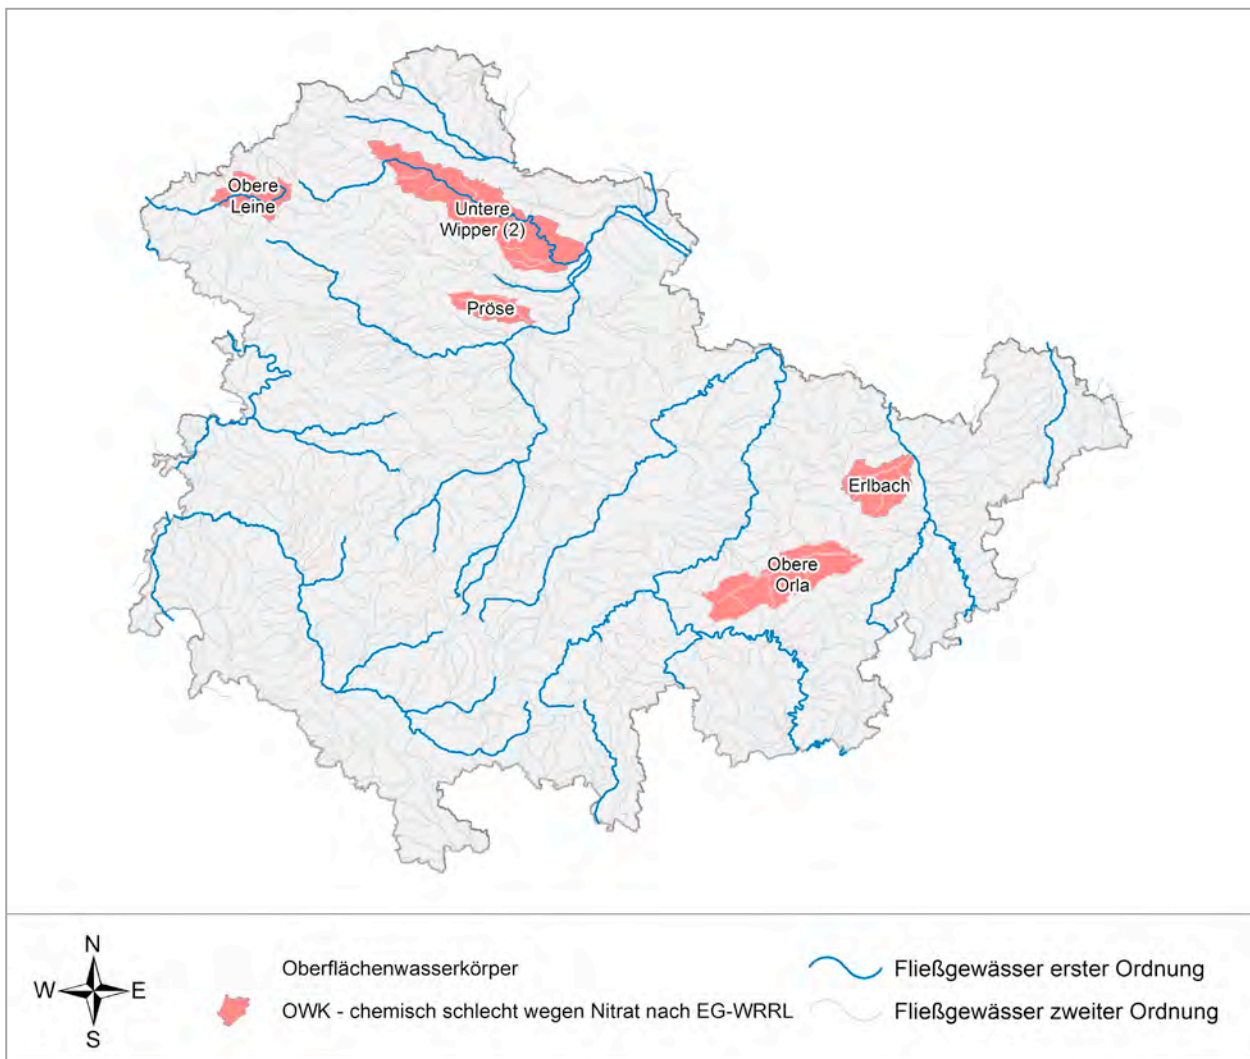 Obere
Leine
Untere
Wipper (2)
Pröse
Erlbach
Obere
Orla
N
W
E
S
Oberflächenwasserkörper
OWK - chemisch schlecht wegen Nitrat nach EG-WRRL
Fließgewässer erster Ordnung
Fließgewässer zweiter Ordnung